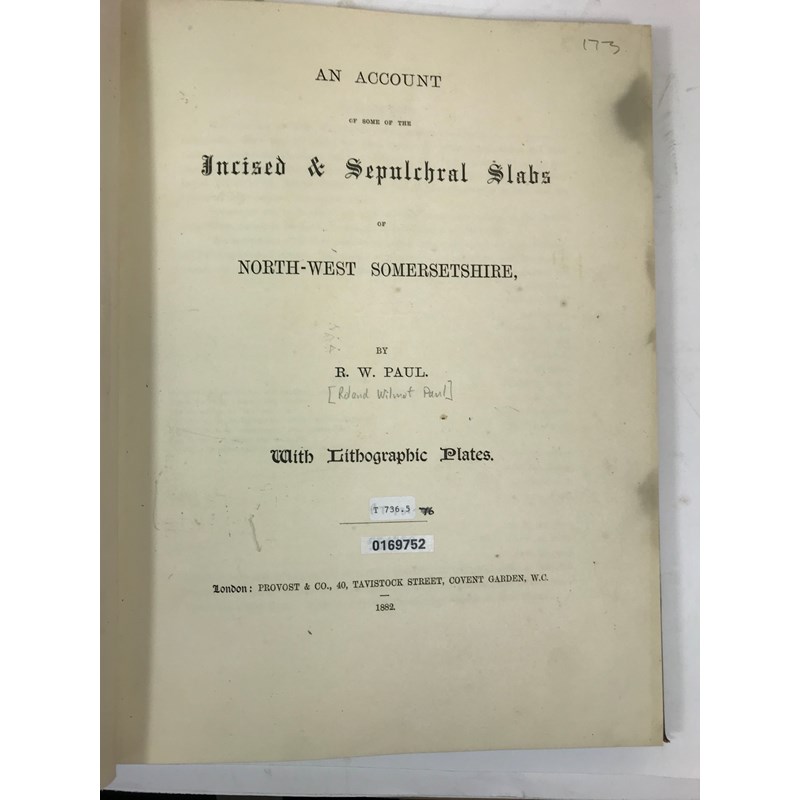 173
AN ACCOUNT
OF SOME OF THE
Incised & Sepulchral Slabs
OF
NORTH-WEST SOMERSETSHIRE,
BY
R. W. PAUL.
[Roland Wilmot Paul]
With Lithographic Plates.
T 736.5
0169752
London: PROVOST & CO., 40, TAVISTOCK STREET, COVENT GARDEN, W.C.
1882.